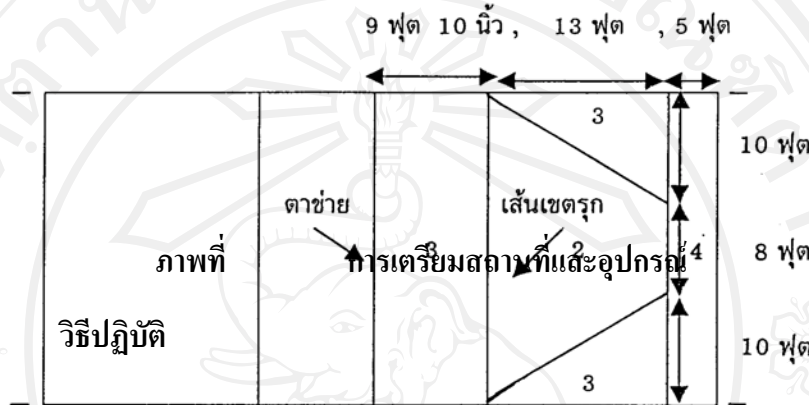 9 ฟุต 10 นิ้ว , 13 ฟุต , 5 ฟุต
3
10 ฟุต
ตาข่าย เส้นเขตรุก
3 2 4 8 ฟุต
ภาพที่ การเตรียมสถานที่และอุปกรณ์
วิธีปฏิบัติ
10 ฟุต
3